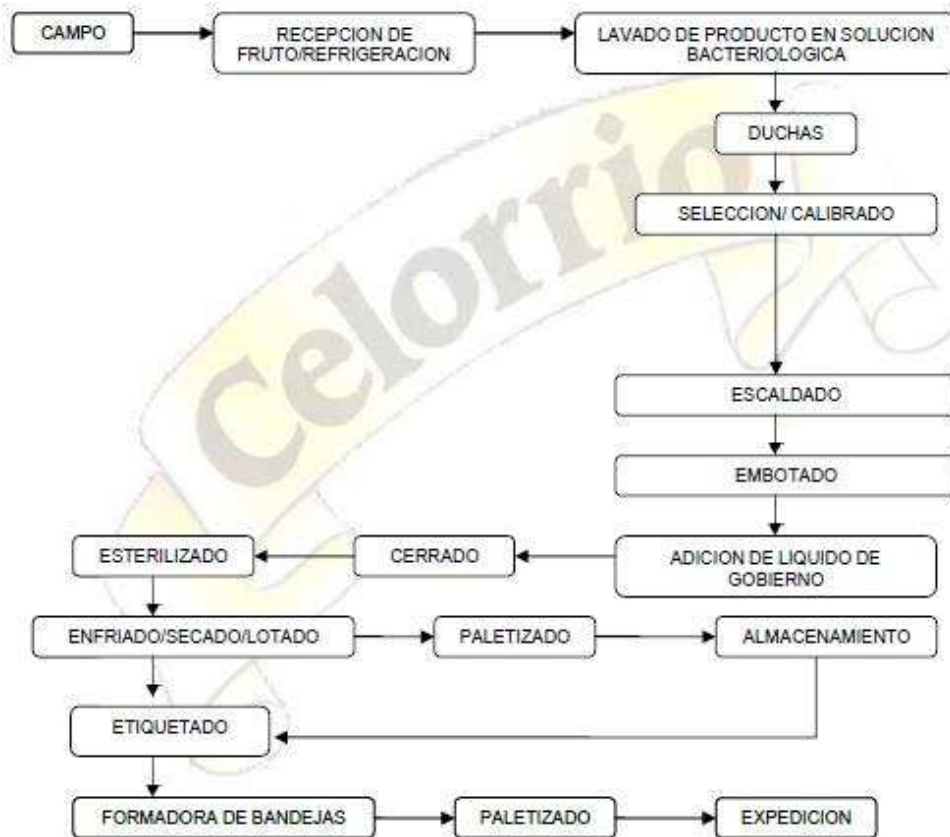 CAMPO
RECEPCION DE
FRUTO/REFRIGERACION
LAVADO DE PRODUCTO EN SOLUCION
BACTERIOLOGICA
DUCHAS
SELECCION/ CALIBRADO
Celorrio
ESCALDADO
EMBOTADO
ADICION DE LIQUIDO DE
GOBIERNO
CERRADO
ESTERILIZADO
ENFRIADO/SECADO/LOTADO
PALETIZADO
ALMACENAMIENTO
ETIQUETADO
FORMADORA DE BANDEJAS
PALETIZADO
EXPEDICION